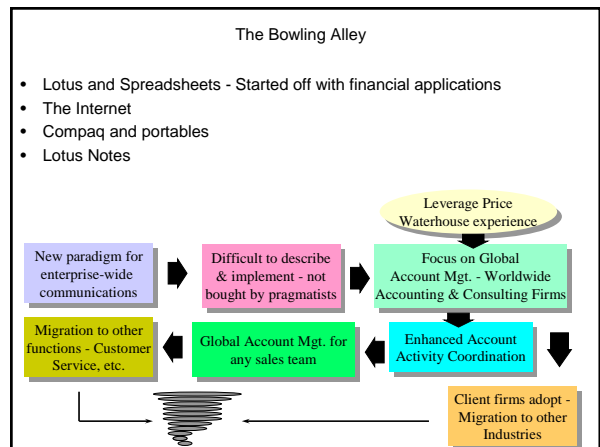 The Bowling Alley
• Lotus and Spreadsheets - Started off with financial applications
• The Internet
• Compaq and portables
• Lotus Notes
Leverage Price
Waterhouse experience
New paradigm for
enterprise-wide
communications
Difficult to describe
& implement - not
bought by pragmatists
Focus on Global
Account Mgt. - Worldwide
Accounting & Consulting Firms
Migration to other
functions - Customer
Service, etc.
Global Account Mgt. for
any sales team
Enhanced Account
Activity Coordination
Client firms adopt -
Migration to other
Industries